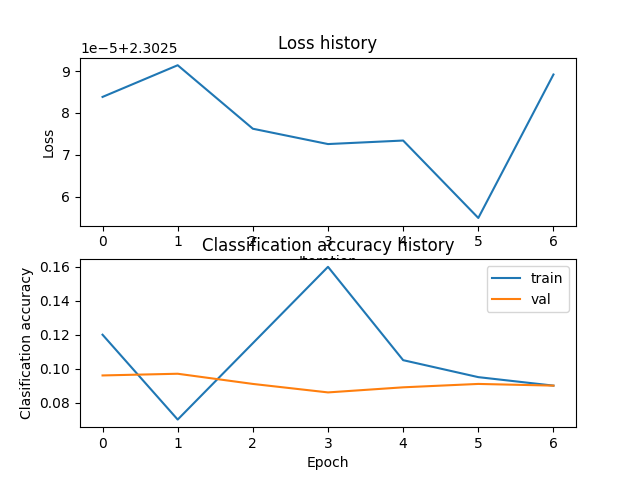 Loss history
1e−5+2.3025
Loss
9
8
7
6
0 1 2 3 4 5 6
Iteration
Classification accuracy history
Clasification accuracy
0.16
0.14
0.12
0.10
0.08
train
val
0 1 2 3 4 5 6
Epoch